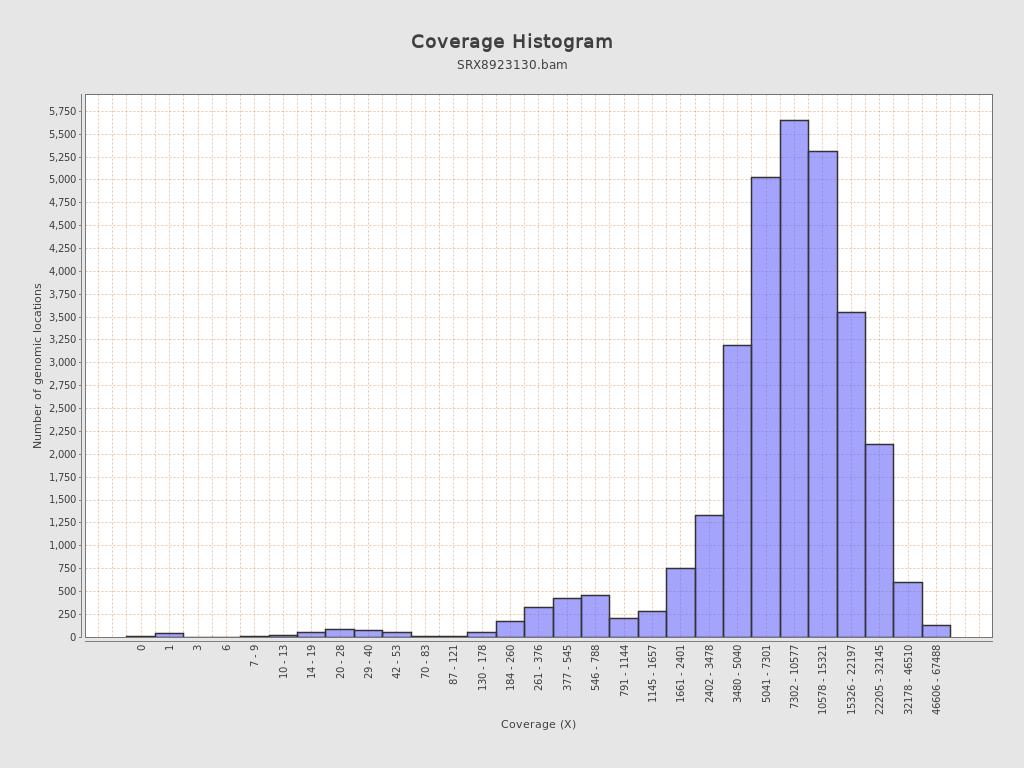 Coverage Histogram
SRX8923130.bam
Number of genomic locations
5,750
5,500
5,250
5,000
4,750
4,500
4,250
4,000
3,750
3,500
3,250
3,000
2,750
2,500
2,250
2,000
1,750
1,500
1,250
1,000
750
500
250
0
0
1
3
6
7 - 9
10 - 13
14 - 19
20 - 28
29 - 40
42 - 53
70 - 83
87 - 121
130 - 178
184 - 260
261 - 376
377 - 545
546 - 788
791 - 1144
1145 - 1657
1661 - 2401
2402 - 3478
3480 - 5040
5041 - 7301
7302 - 10577
10578 - 15321
15326 - 22197
22205 - 32145
32178 - 46510
46606 - 67488
Coverage (X)